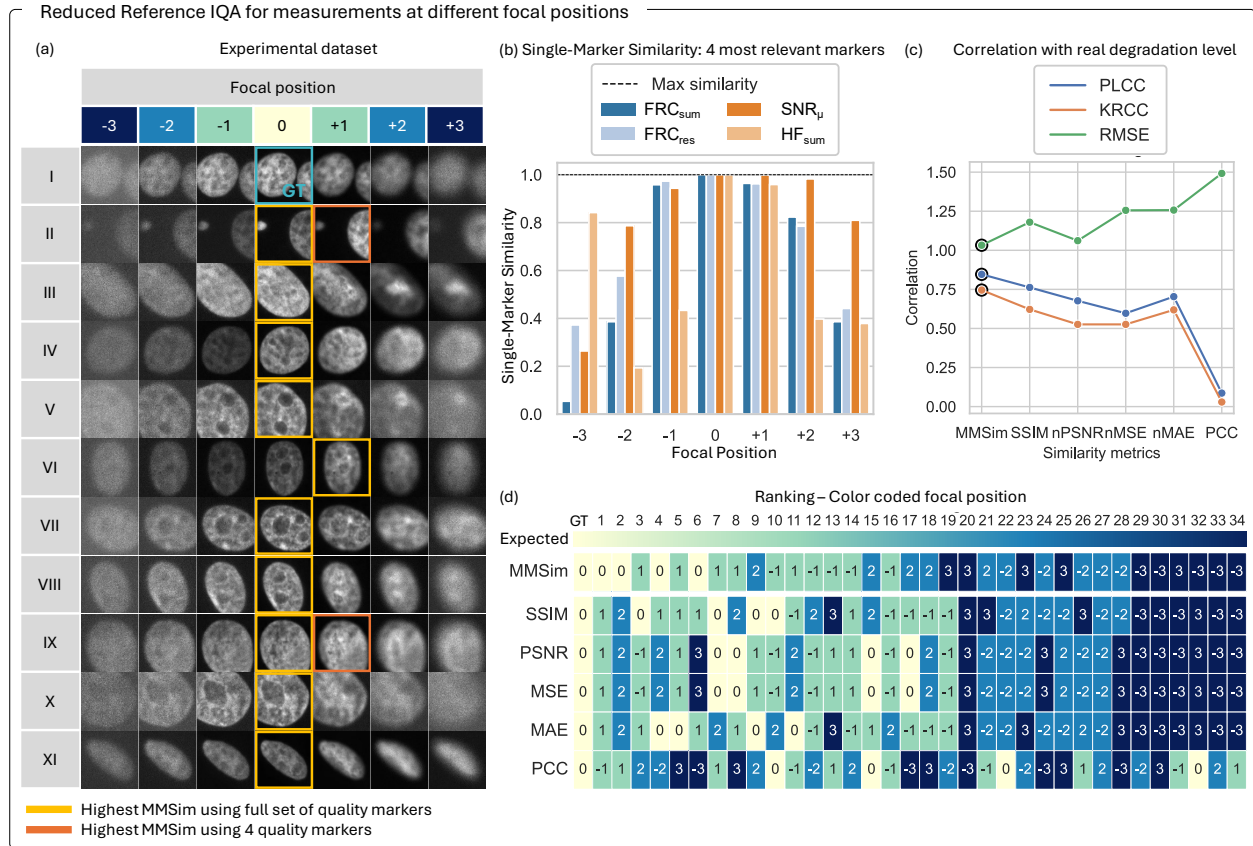 Reduced Reference IQA for measurements at different focal positions
(a) Experimental dataset
Focal position
-3 -2 -1 0 +1 +2 +3
I
GT
II
III
IV
V
VI
VII
VIII
IX
X
XI
Highest MMSim using full set of quality markers
Highest MMSim using 4 quality markers
(b) Single-Marker Similarity: 4 most relevant markers
Max similarity
FRCsum SNRμ
FRCres HFsum
Single-Marker Similarity
1.0
0.8
0.6
0.4
0.2
0.0
-3 -2 -1 0 +1 +2 +3
Focal Position
(c) Correlation with real degradation level
PLCC
KRCC
RMSE
Correlation
1.50
1.25
1.00
0.75
0.50
0.25
0.00
MMSim SSIM nPSNR nMSE nMAE PCC
Similarity metrics
(d) Ranking – Color coded focal position
GT 1 2 3 4 5 6 7 8 9 10 11 12 13 14 15 16 17 18 19 20 21 22 23 24 25 26 27 28 29 30 31 32 33 34
Expected
MMSim 0 0 0 1 0 1 0 1 1 2 -1 1 -1 -1 -1 2 -1 2 2 3 3 2 -2 3 -2 3 -2 -2 -2 -3 -3 3 -3 -3 -3
SSIM 0 1 2 0 1 1 1 0 2 0 0 -1 2 3 1 2 -1 -1 -1 -1 3 3 -2 -2 -2 -2 3 -2 -2 -3 3 -3 -3 -3 -3
PSNR 0 1 2 -1 2 1 3 0 0 1 1 2 -1 1 1 0 -1 0 2 -1 3 -2 -2 -2 3 2 -2 -2 3 -3 -3 3 -3 -3 -3
MSE 0 1 2 -1 2 1 3 0 0 1 1 2 -1 1 1 0 -1 0 2 -1 3 -2 -2 -2 3 2 -2 -2 3 -3 -3 3 -3 -3 -3
MAE 0 1 2 1 0 0 1 2 1 0 2 0 -1 3 -1 1 2 -1 -1 -1 3 -2 -2 3 -2 2 -2 -2 3 3 -3 -3 3 -3 -3
PCC 0 -1 1 2 -2 3 -3 1 3 2 0 -1 -2 1 -2 0 -1 -3 3 -2 -3 -1 0 -2 -3 3 1 2 -3 -2 3 -1 0 2 1